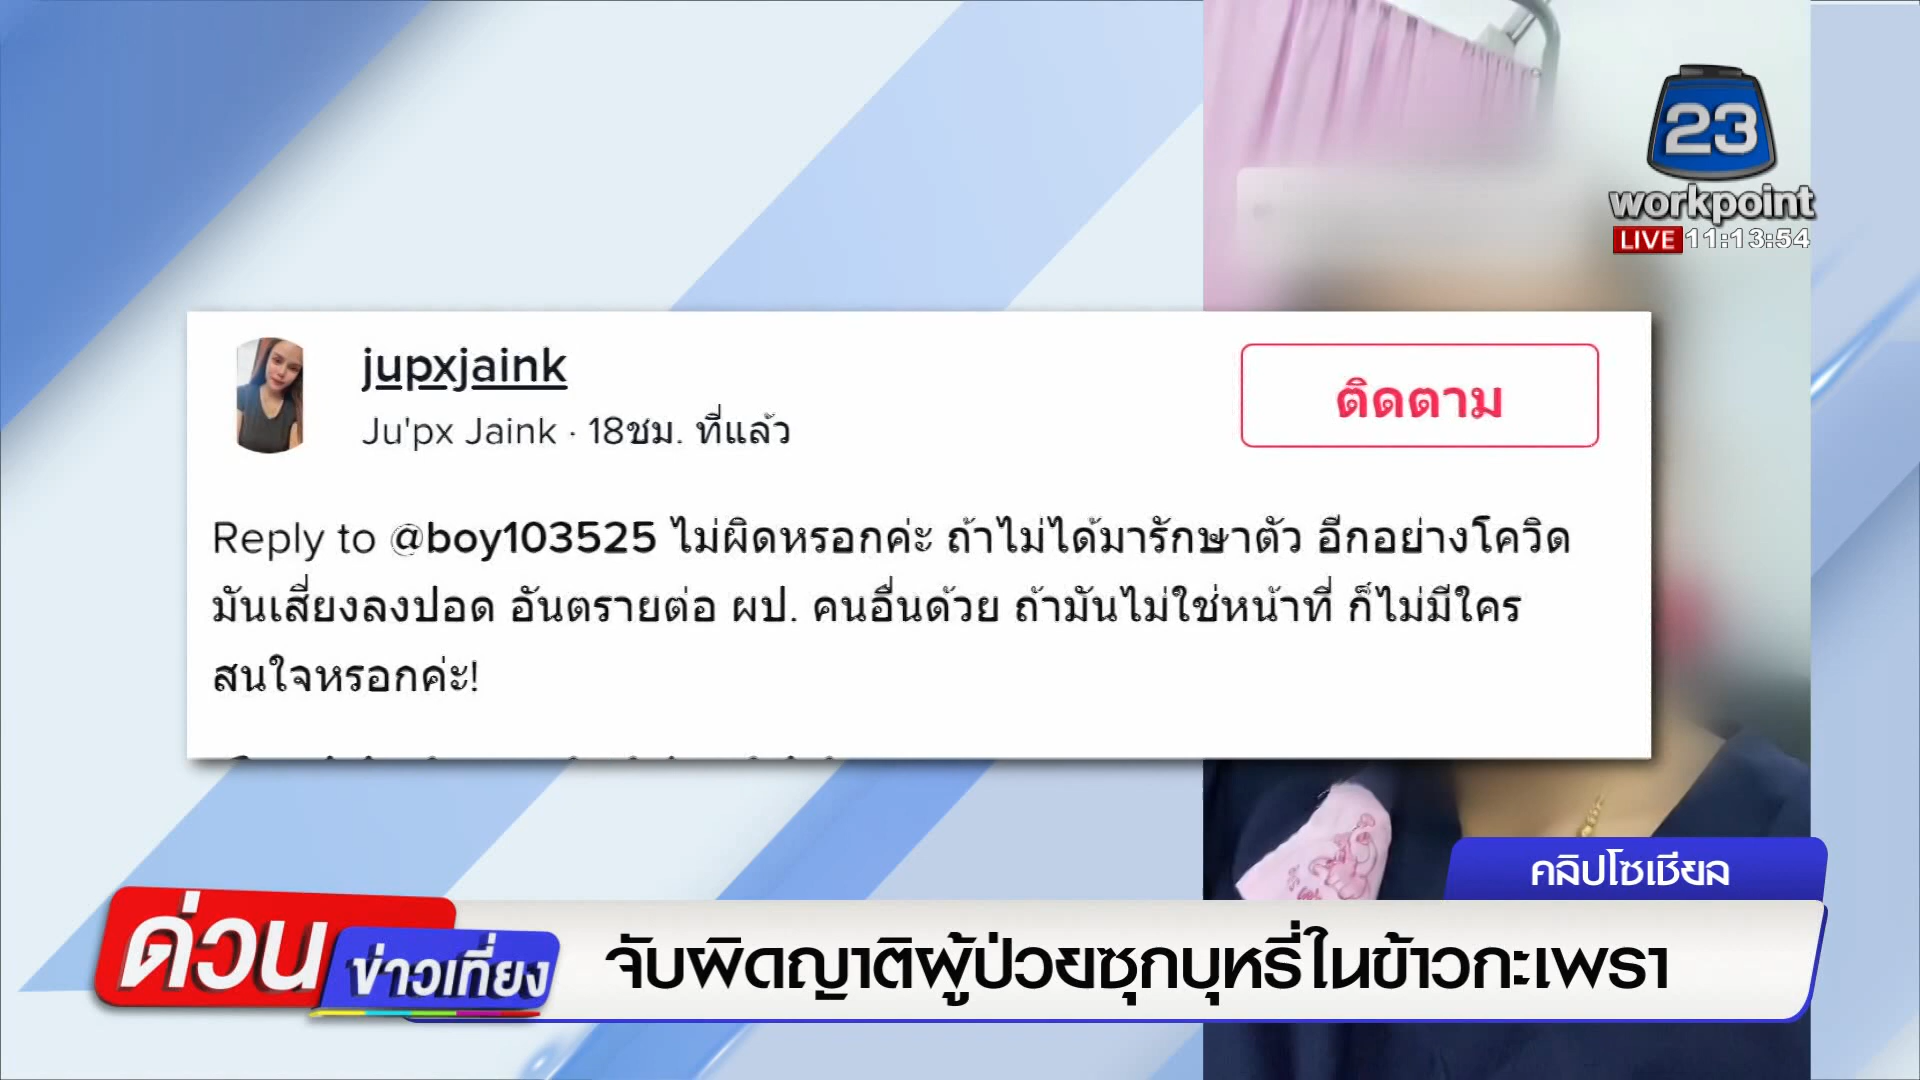 23
workpoint
LIVE 11:13:54
jupxjaink
Ju'px Jaink · 18ชม. ที่แล้ว
ติดตาม
Reply to @boy103525 ไม่ผิดหรอกค่ะ ถ้าไม่ได้มารักษาตัว อีกอย่างโควิด
มันเสี่ยงลงปอด อันตรายต่อ ผป. คนอื่นด้วย ถ้ามันไม่ใช่หน้าที่ ก็ไม่มีใคร
สนใจหรอกค่ะ!
คลิปโซเชียล
ด่วน
ข่าวเที่ยง
จับผิดญาติผู้ป่วยซุกบุหรี่ในข้าวกะเพรา